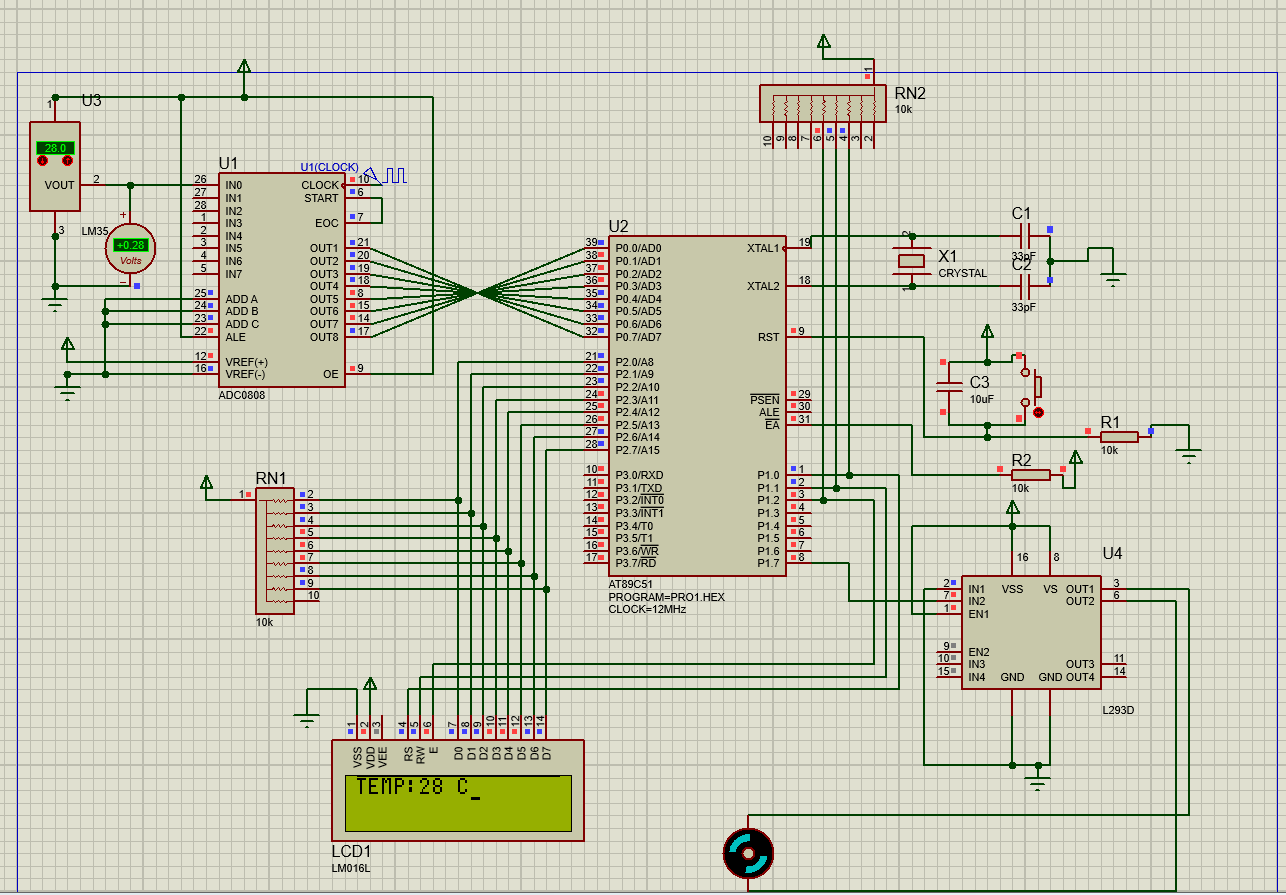 U3
1
28.0
VOUT
2
3
LM35
+
+0.28
Volts
−
U1
U1(CLOCK)
26 IN0 CLOCK 10
27 IN1 START 6
28 IN2
1 IN3 EOC 7
2 IN4
3 IN5 OUT1 21
4 IN6 OUT2 20
5 IN7 OUT3 19
OUT4 18
25 ADD A OUT5 8
24 ADD B OUT6 15
23 ADD C OUT7 14
22 ALE OUT8 17
12 VREF(+)
16 VREF(-) OE 9
ADC0808
RN2
10k
1
10 9 8 7 6 5 4 3 2
U2
39 P0.0/AD0 XTAL1 19
38 P0.1/AD1
37 P0.2/AD2
36 P0.3/AD3 XTAL2 18
35 P0.4/AD4
34 P0.5/AD5
33 P0.6/AD6
32 P0.7/AD7 RST 9
21 P2.0/A8
22 P2.1/A9
23 P2.2/A10
24 P2.3/A11 PSEN 29
25 P2.4/A12 ALE 30
26 P2.5/A13 EA 31
27 P2.6/A14
28 P2.7/A15
10 P3.0/RXD P1.0 1
11 P3.1/TXD P1.1 2
12 P3.2/INT0 P1.2 3
13 P3.3/INT1 P1.3 4
14 P3.4/T0 P1.4 5
15 P3.5/T1 P1.5 6
16 P3.6/WR P1.6 7
17 P3.7/RD P1.7 8
AT89C51
PROGRAM=PRO1.HEX
CLOCK=12MHz
C1
33pF
2
X1
CRYSTAL
1
C2
33pF
C3
10uF
R1
10k
R2
10k
RN1
1
2
3
4
5
6
7
8
9
10
10k
U4
16 8
2 IN1 VSS VS OUT1 3
7 IN2 OUT2 6
1 EN1
9 EN2
10 IN3 OUT3 11
15 IN4 GND GND OUT4 14
L293D
1 2 3 4 5 6 7 8 9 10 11 12 13 14
VSS VDD VEE RS RW E D0 D1 D2 D3 D4 D5 D6 D7
TEMP:28 C_
LCD1
LM016L